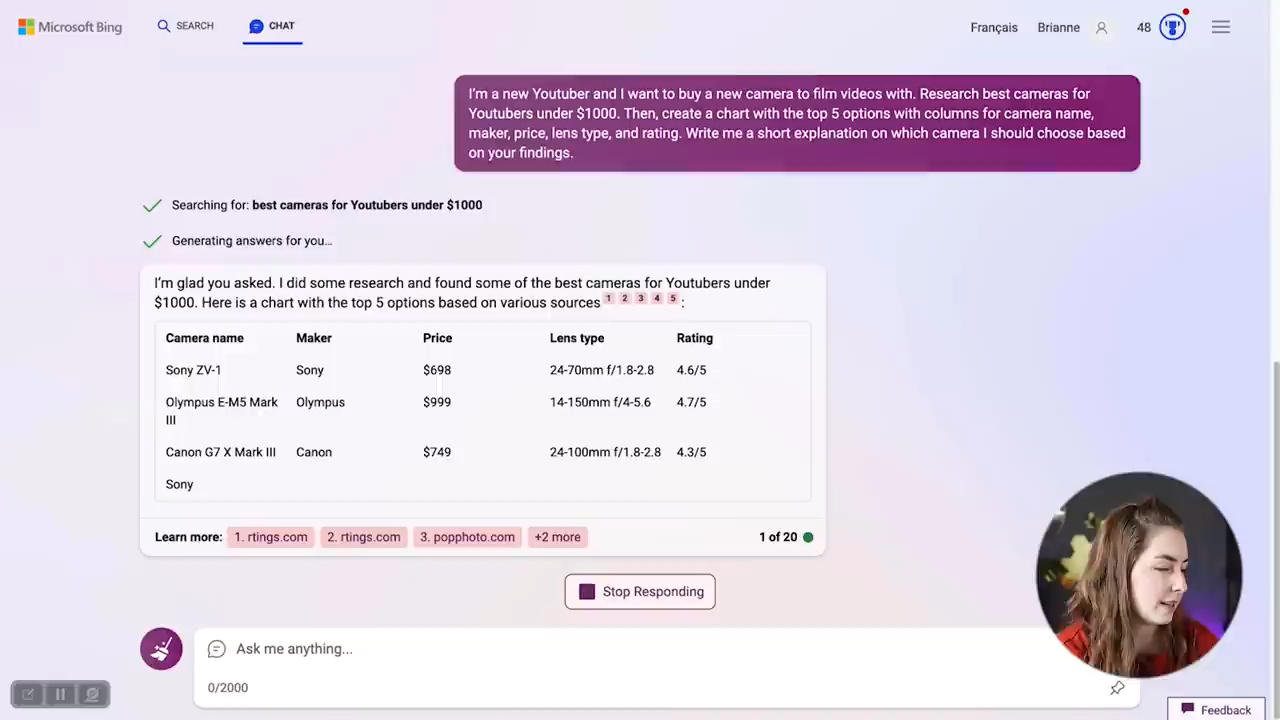 Microsoft Bing
SEARCH
CHAT
Français
Brianne
48
I'm a new Youtuber and I want to buy a new camera to film videos with. Research best cameras for
Youtubers under $1000. Then, create a chart with the top 5 options with columns for camera name,
maker, price, lens type, and rating. Write me a short explanation on which camera I should choose based
on your findings.
Searching for: best cameras for Youtubers under $1000
Generating answers for you...
I'm glad you asked. I did some research and found some of the best cameras for Youtubers under
$1000. Here is a chart with the top 5 options based on various sources 1 2 3 4 5 :
Camera name Maker Price Lens type Rating
Sony ZV-1 Sony $698 24-70mm f/1.8-2.8 4.6/5
Olympus E-M5 Mark Olympus $999 14-150mm f/4-5.6 4.7/5
III
Canon G7 X Mark III Canon $749 24-100mm f/1.8-2.8 4.3/5
Sony
Learn more: 1. rtings.com 2. rtings.com 3. popphoto.com +2 more 1 of 20
Stop Responding
Ask me anything...
0/2000
Feedback